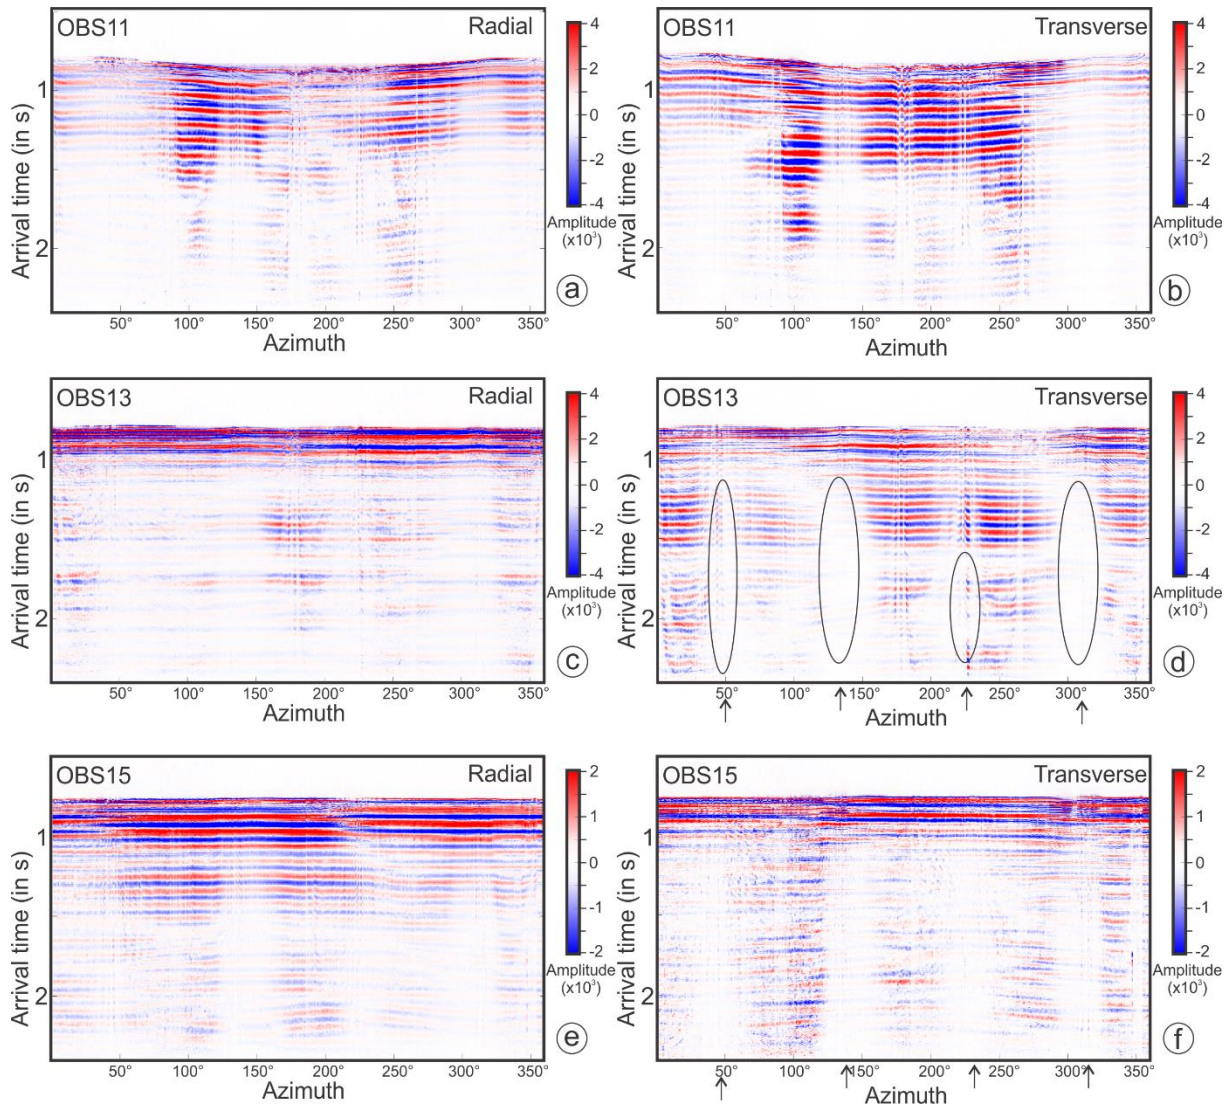 OBS11 Radial
Arrival time (in s)
1
2
50° 100° 150° 200° 250° 300° 350°
Azimuth
4
2
0
-2
-4
Amplitude
(x10³)
a
OBS11 Transverse
Arrival time (in s)
1
2
50° 100° 150° 200° 250° 300° 350°
Azimuth
4
2
0
-2
-4
Amplitude
(x10³)
b
OBS13 Radial
Arrival time (in s)
1
2
50° 100° 150° 200° 250° 300° 350°
Azimuth
4
2
0
-2
-4
Amplitude
(x10³)
c
OBS13 Transverse
Arrival time (in s)
1
2
50° 100° 150° 200° 250° 300° 350°
Azimuth
4
2
0
-2
-4
Amplitude
(x10³)
d
OBS15 Radial
Arrival time (in s)
1
2
50° 100° 150° 200° 250° 300° 350°
Azimuth
2
1
0
-1
-2
Amplitude
(x10³)
e
OBS15 Transverse
Arrival time (in s)
1
2
50° 100° 150° 200° 250° 300° 350°
Azimuth
2
1
0
-1
-2
Amplitude
(x10³)
f